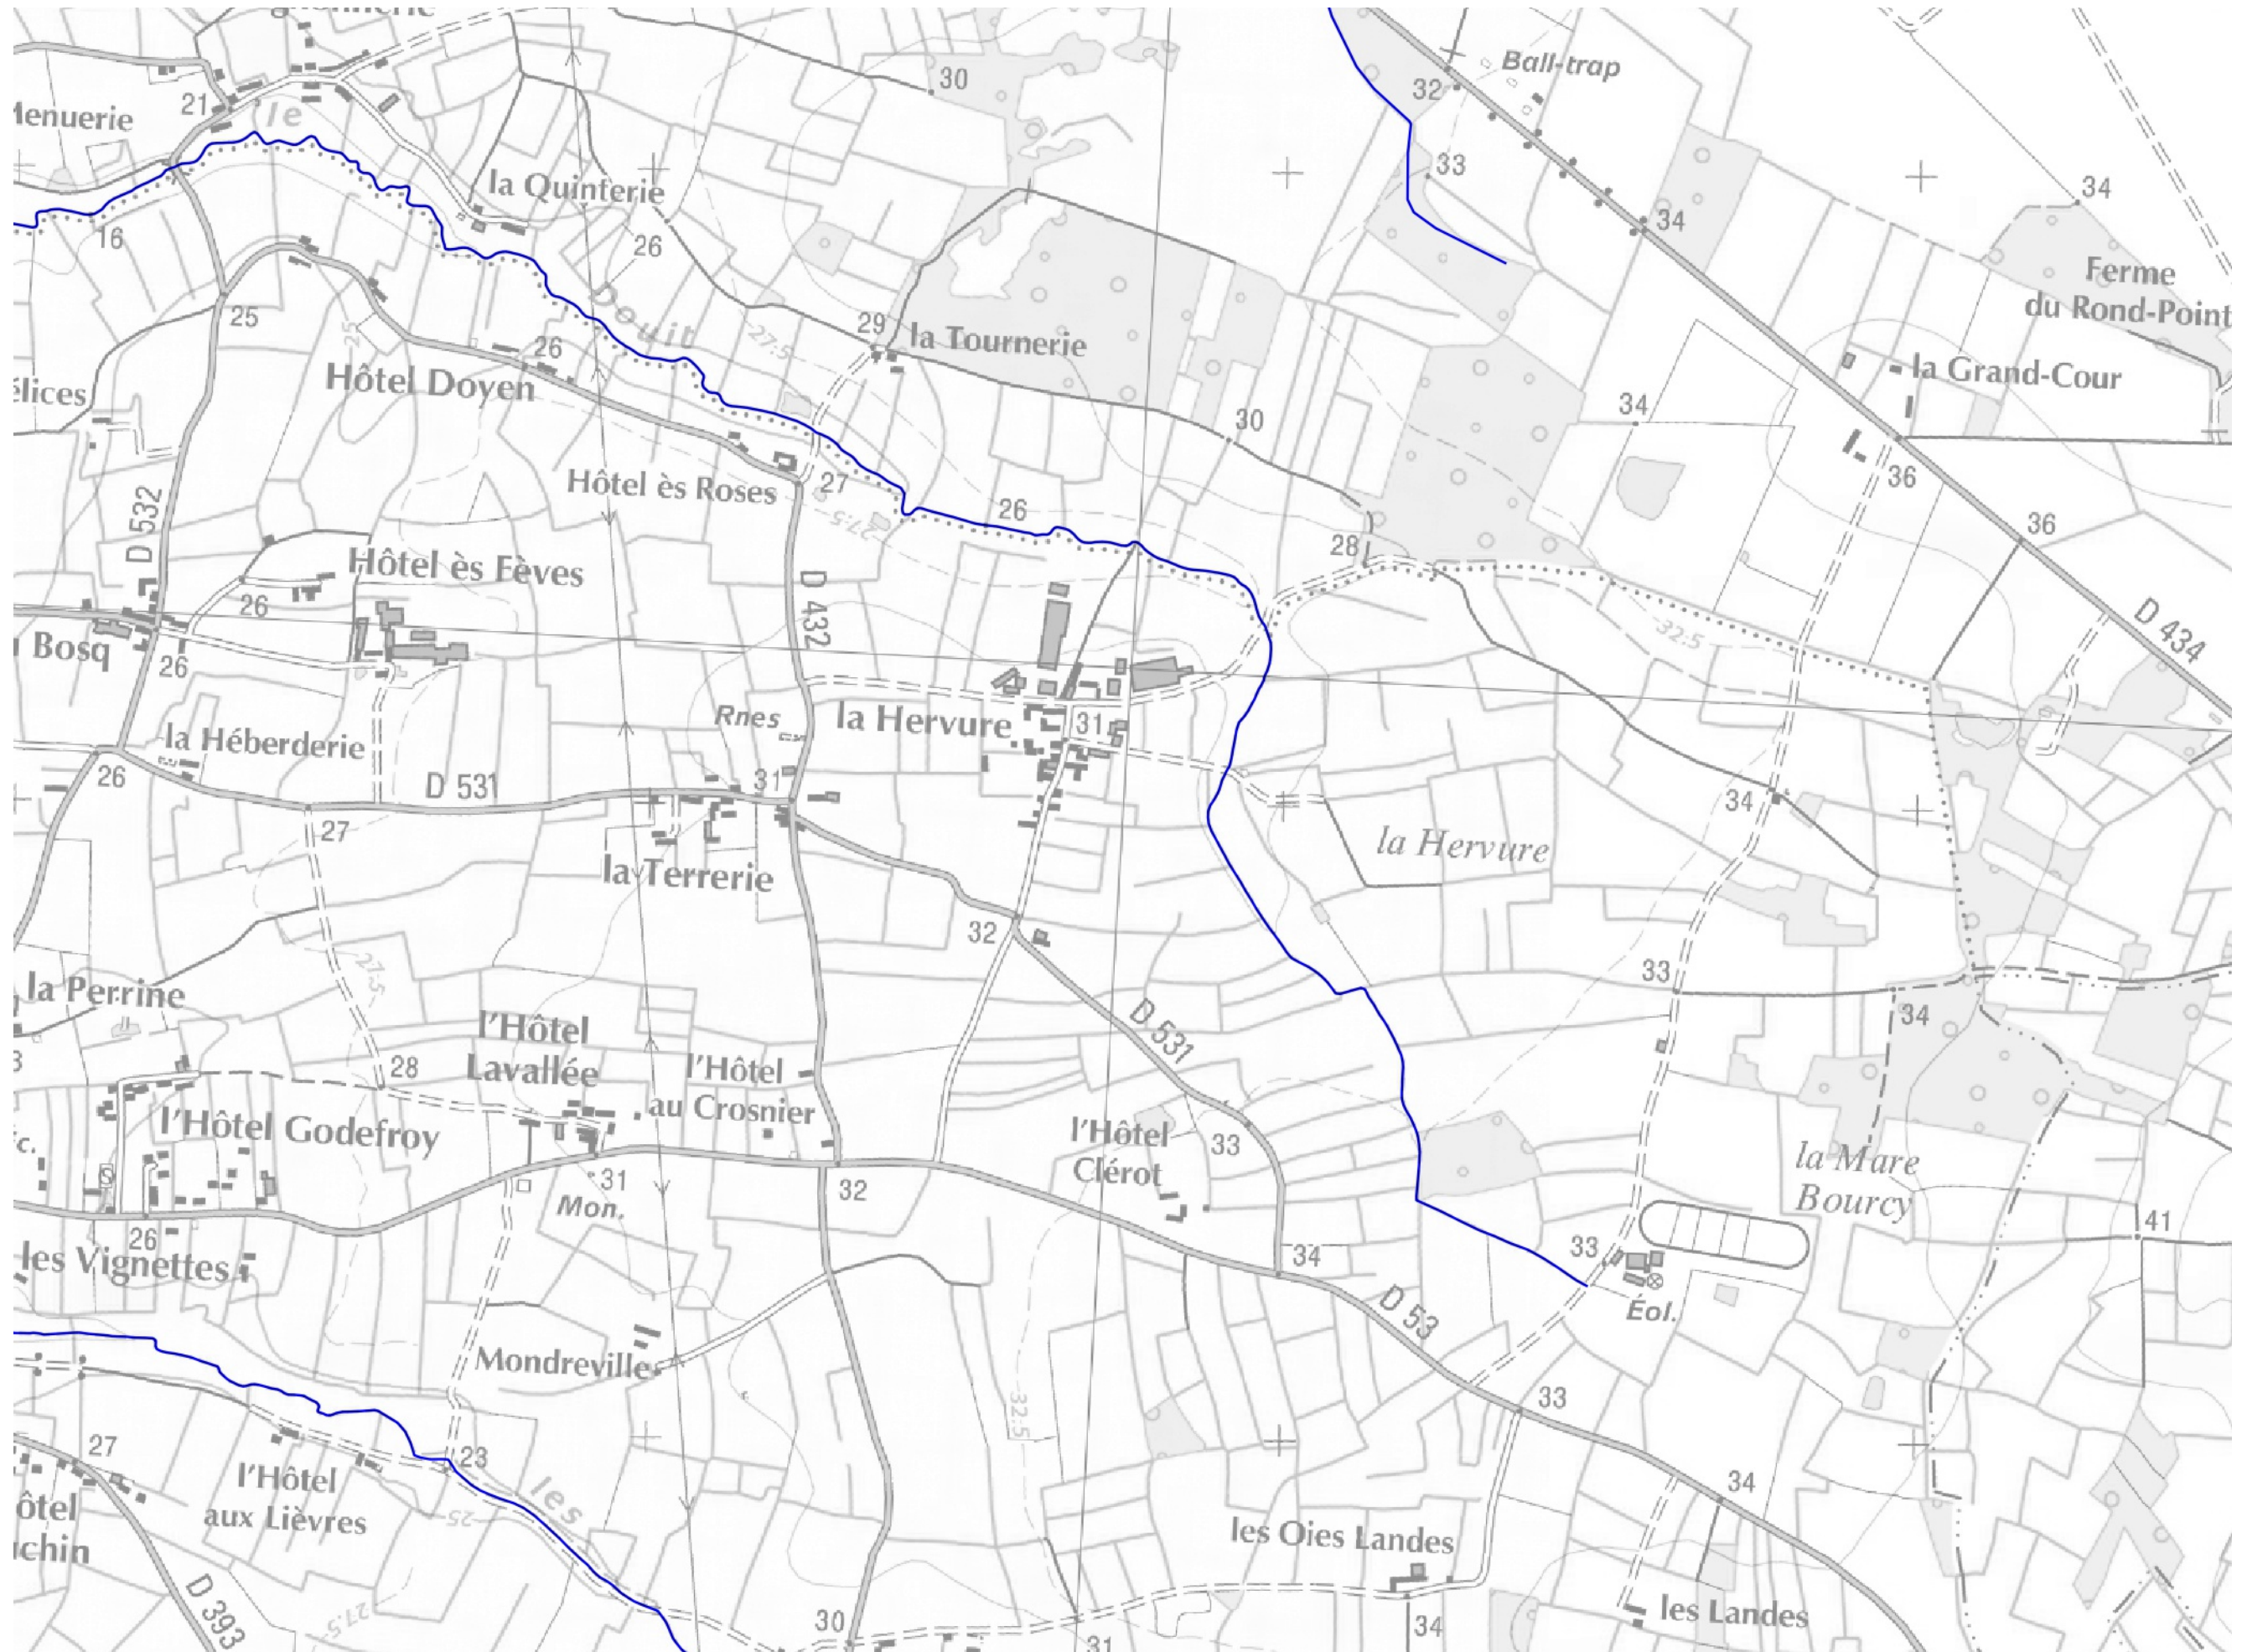 30
Ball-trap
32
21
le
Menuerie
33
la Quinterie
34
16
26
34
Ferme
du Rond-Point
25
Douit
27.5
29
la Tournerie
26
la Grand-Cour
25
Hôtel Doyen
34
30
36
Hôtel ès Roses
27
27.5
26
D 532
36
28
Hôtel ès Fèves
26
D 432
D 434
32.5
Bosq
26
Rnes
la Hervure
31
la Héberderie
26
D 531
31
34
27
la Hervure
la Terrerie
32
27.5
33
la Perrine
34
l'Hôtel
Lavallée
D 531
28
l'Hôtel
au Crosnier
l'Hôtel Godefroy
l'Hôtel
Clérot
33
la Mare
Bourcy
S
31
Mon.
32
41
26
les Vignettes
33
34
Éol.
D 53
Mondreville
32.5
33
27
23
34
l'Hôtel
aux Lièvres
les
25
les Oies Landes
D 393
27.5
30
31
34
les Landes